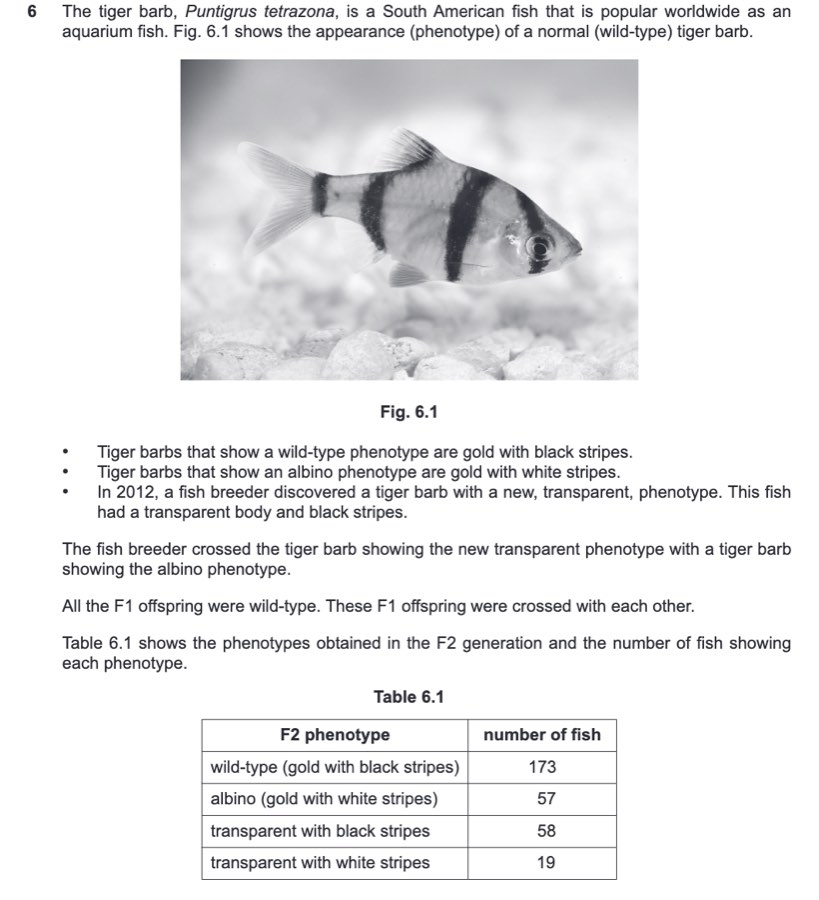 6 The tiger barb, Puntigrus tetrazona, is a South American fish that is popular worldwide as an
aquarium fish. Fig. 6.1 shows the appearance (phenotype) of a normal (wild-type) tiger barb.
Fig. 6.1
• Tiger barbs that show a wild-type phenotype are gold with black stripes.
• Tiger barbs that show an albino phenotype are gold with white stripes.
• In 2012, a fish breeder discovered a tiger barb with a new, transparent, phenotype. This fish
had a transparent body and black stripes.
The fish breeder crossed the tiger barb showing the new transparent phenotype with a tiger barb
showing the albino phenotype.
All the F1 offspring were wild-type. These F1 offspring were crossed with each other.
Table 6.1 shows the phenotypes obtained in the F2 generation and the number of fish showing
each phenotype.
Table 6.1
F2 phenotype number of fish
wild-type (gold with black stripes) 173
albino (gold with white stripes) 57
transparent with black stripes 58
transparent with white stripes 19